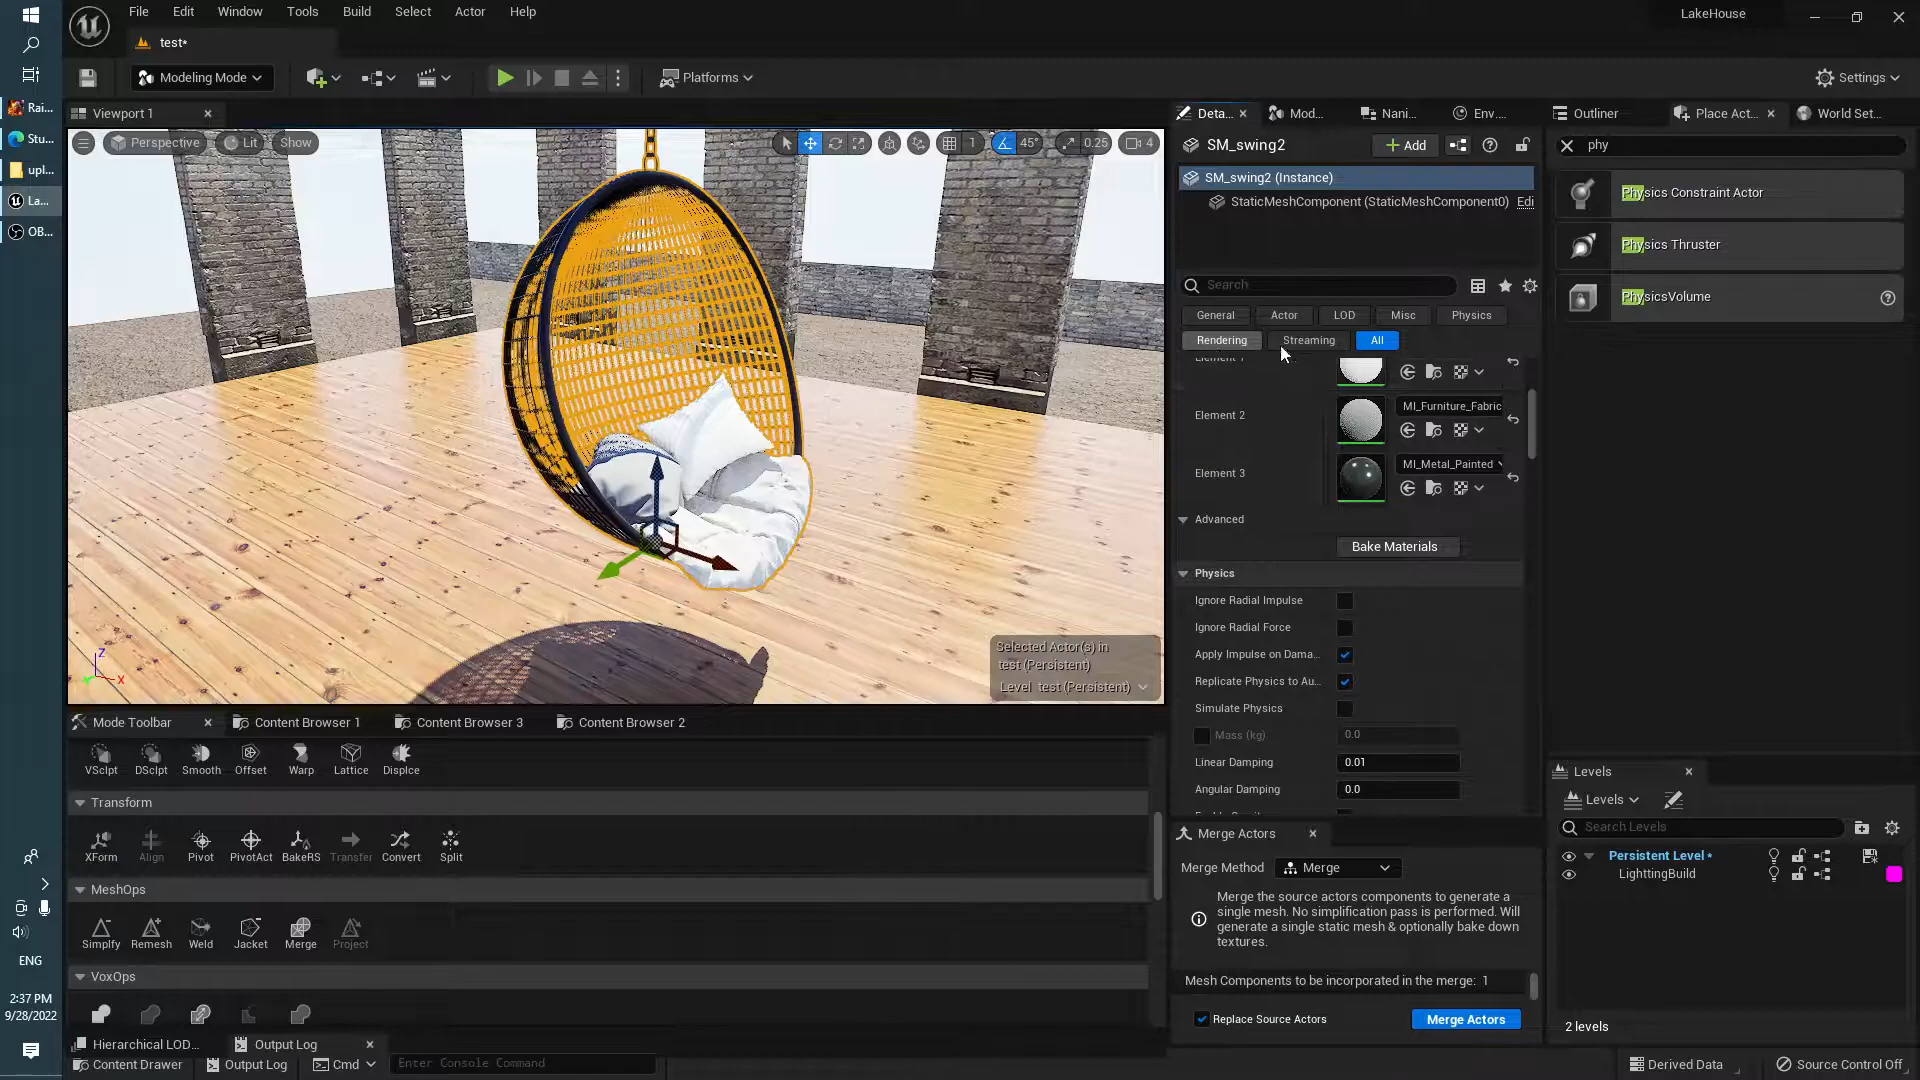 File Edit Window Tools Build Select Actor Help
LakeHouse
test*
Modeling Mode
Platforms
Settings
Rai...
Stu...
upl...
La...
OB...
ENG
2:37 PM
9/28/2022
Viewport 1
Perspective Lit Show
1 45° 0.25 4
Selected Actor(s) in
test (Persistent)
Level test (Persistent)
Z
X
Mode Toolbar Content Browser 1 Content Browser 3 Content Browser 2
VSclpt DSclpt Smooth Offset Warp Lattice Displce
Transform
XForm Align Pivot PivotAct BakeRS Transfer Convert Split
MeshOps
Simplfy Remesh Weld Jacket Merge Project
VoxOps
Hierarchical LOD... Output Log
Content Drawer Output Log Cmd Enter Console Command
Deta... Mod... Nani... Env...
SM_swing2
Add
SM_swing2 (Instance)
StaticMeshComponent (StaticMeshComponent0) Edi
Search
General Actor LOD Misc Physics
Rendering Streaming All
Element 1
Element 2
MI_Furniture_Fabric
Element 3
MI_Metal_Painted
Advanced
Bake Materials
Physics
Ignore Radial Impulse
Ignore Radial Force
Apply Impulse on Dama...
Replicate Physics to Au...
Simulate Physics
Mass (kg) 0.0
Linear Damping 0.01
Angular Damping 0.0
Merge Actors
Merge Method Merge
Merge the source actors components to generate a
single mesh. No simplification pass is performed. Will
generate a single static mesh & optionally bake down
textures.
Mesh Components to be incorporated in the merge: 1
Replace Source Actors Merge Actors
Outliner Place Act... World Set...
phy
Physics Constraint Actor
Physics Thruster
PhysicsVolume
Levels
Levels
Search Levels
Persistent Level *
LighttingBuild
2 levels
Derived Data Source Control Off